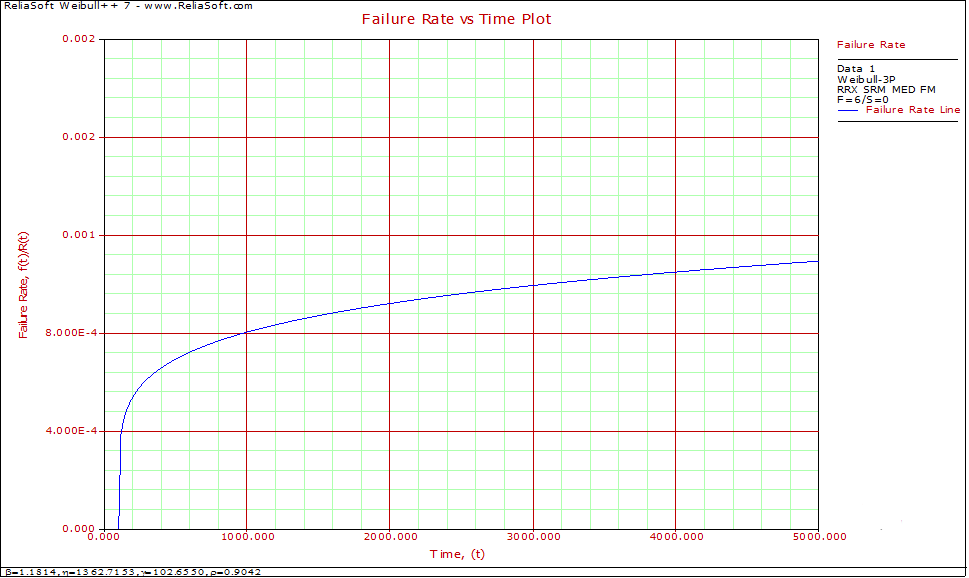 ReliaSoft Weibull++ 7 - www.ReliaSoft.com
Failure Rate vs Time Plot
0.002
0.002
0.001
8.000E-4
4.000E-4
0.000
Failure Rate, f(t)/R(t)
0.000 1000.000 2000.000 3000.000 4000.000 5000.000
Time, (t)
Failure Rate
Data 1
Weibull-3P
RRX SRM MED FM
F=6/S=0
Failure Rate Line
β=1.1814, η=1362.7153, γ=102.6550, ρ=0.9042